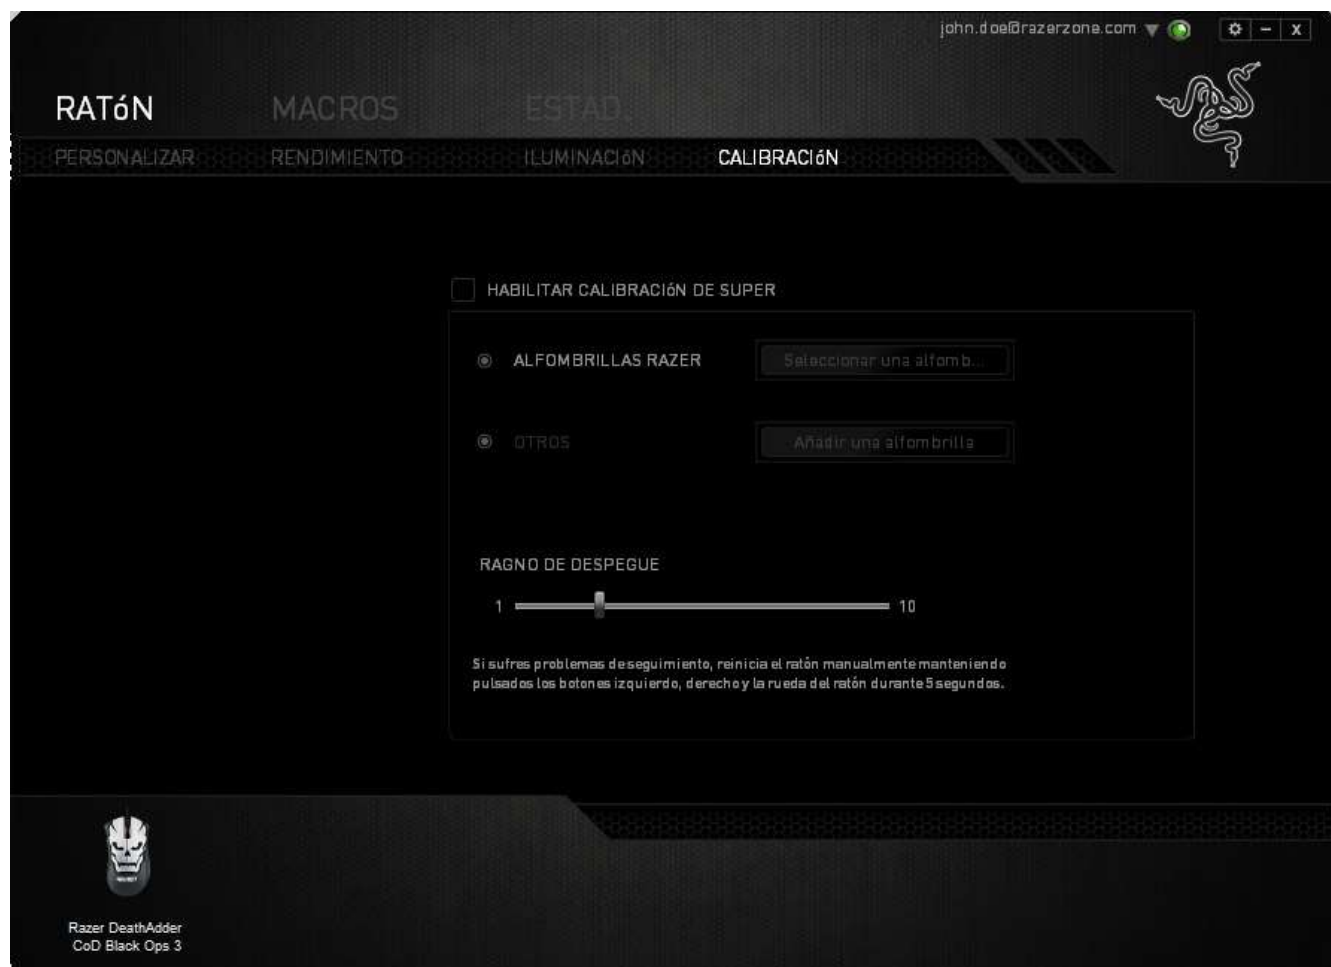 john.doe@razerzone.com
X
RATóN MACROS ESTAD.
PERSONALIZAR RENDIMIENTO ILUMINACIóN CALIBRACIóN
HABILITAR CALIBRACIóN DE SUPER
ALFOMBRILLAS RAZER Seleccionar una alfomb...
OTROS Añadir una alfombrilla
RAGNO DE DESPEGUE
1 10
Si sufres problemas de seguimiento, reinicia el ratón manualmente manteniendo
pulsados los botones izquierdo, derecho y la rueda del ratón durante 5 segundos.
Razer DeathAdder
CoD Black Ops 3